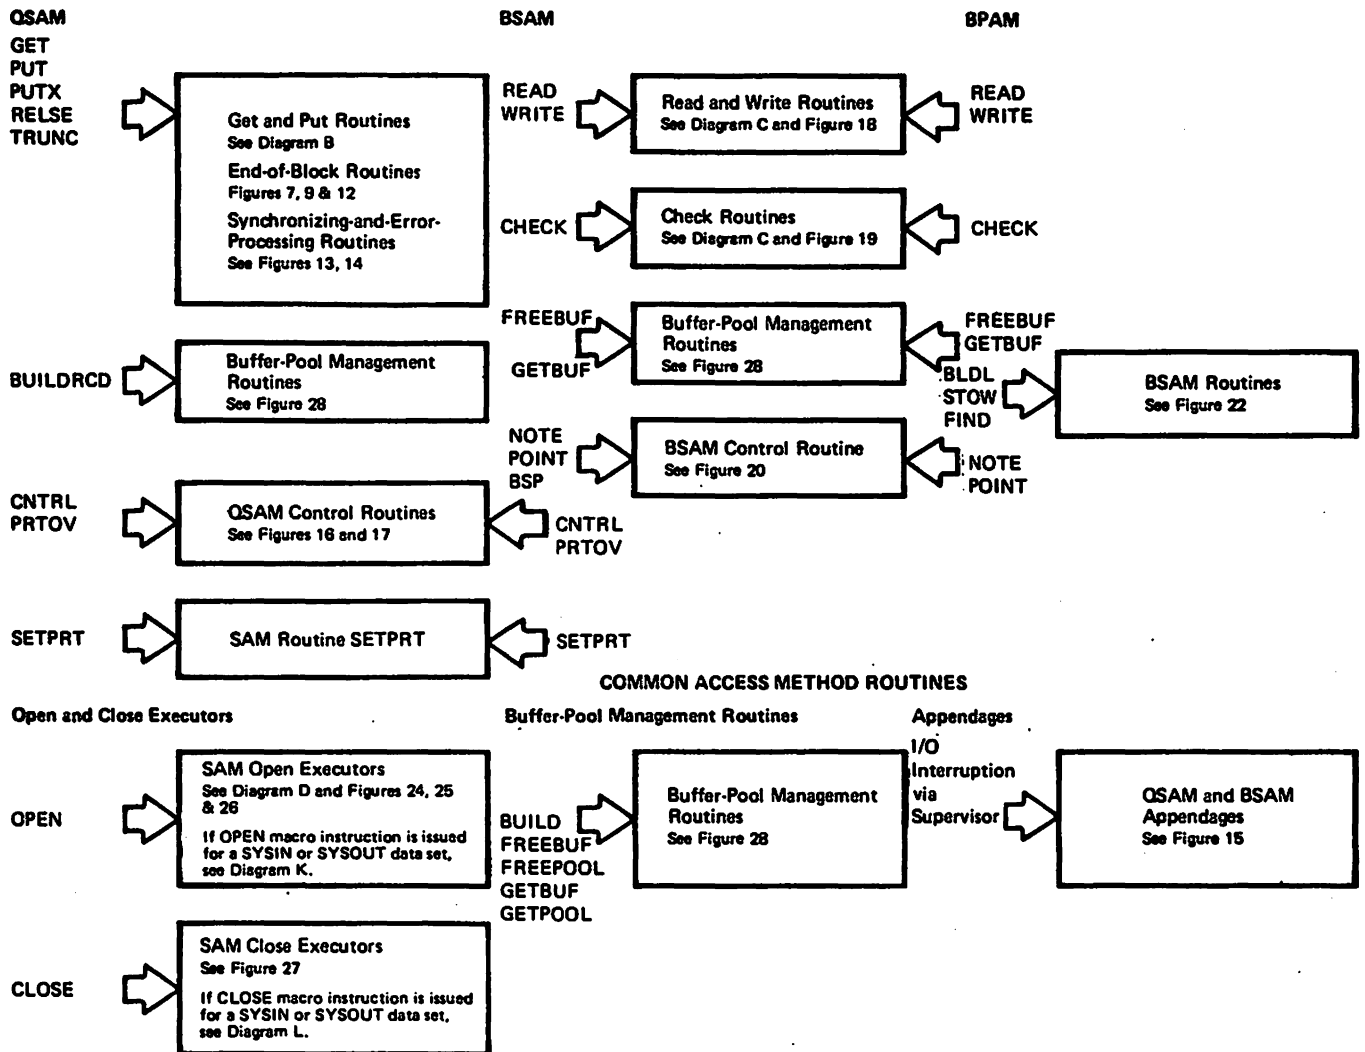 QSAM
BSAM
BPAM
GET
PUT
PUTX
RELSE
TRUNC
Get and Put Routines
See Diagram B
End-of-Block Routines
Figures 7, 9 & 12
Synchronizing-and-Error-
Processing Routines
See Figures 13, 14
READ
WRITE
Read and Write Routines
See Diagram C and Figure 18
READ
WRITE
CHECK
Check Routines
See Diagram C and Figure 19
CHECK
BUILDRCD
Buffer-Pool Management
Routines
See Figure 28
FREEBUF
GETBUF
Buffer-Pool Management
Routines
See Figure 28
FREEBUF
GETBUF
BLDL
STOW
FIND
BSAM Routines
See Figure 22
NOTE
POINT
BSP
BSAM Control Routine
See Figure 20
NOTE
POINT
CNTRL
PRTOV
QSAM Control Routines
See Figures 16 and 17
CNTRL
PRTOV
SETPRT
SAM Routine SETPRT
SETPRT
COMMON ACCESS METHOD ROUTINES
Open and Close Executors
Buffer-Pool Management Routines
Appendages
OPEN
SAM Open Executors
See Diagram D and Figures 24, 25
& 26
If OPEN macro instruction is issued
for a SYSIN or SYSOUT data set,
see Diagram K.
BUILD
FREEBUF
FREEPOOL
GETBUF
GETPOOL
Buffer-Pool Management
Routines
See Figure 28
I/O
Interruption
via
Supervisor
QSAM and BSAM
Appendages
See Figure 15
CLOSE
SAM Close Executors
See Figure 27
If CLOSE macro instruction is issued
for a SYSIN or SYSOUT data set,
see Diagram L.